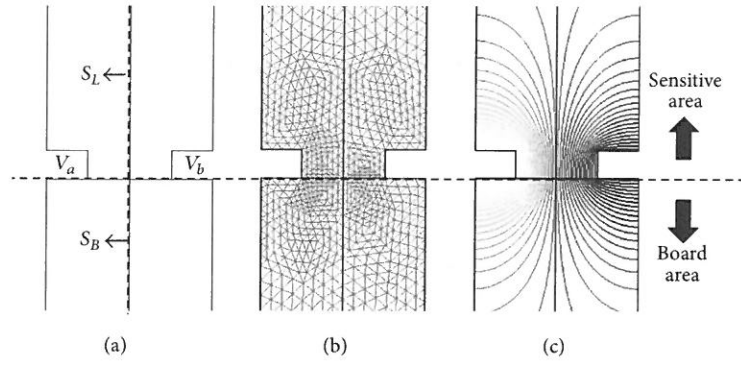 S_L
Sensitive
area
V_a
V_b
S_B
Board
area
(a)
(b)
(c)